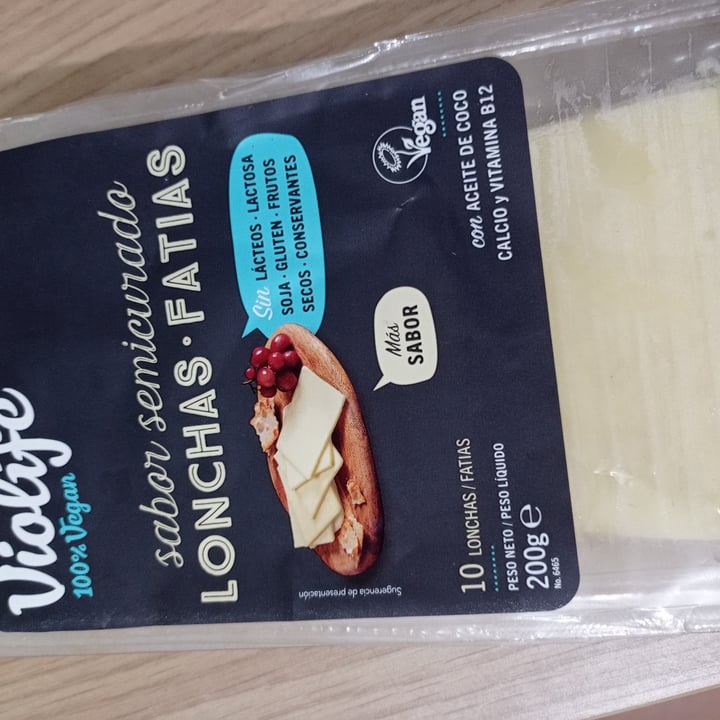 Violife
100% Vegan
sabor semicurado
LONCHAS · FATIAS
Sin LÁCTEOS · LACTOSA ·
SOJA · GLUTEN · FRUTOS
SECOS · CONSERVANTES
Más
SABOR
Vegan
con ACEITE DE COCO
CALCIO y VITAMINA B12
10 LONCHAS / FATIAS
PESO NETO / PESO LÍQUIDO
200g e
No. 6465
Sugerencia de presentación